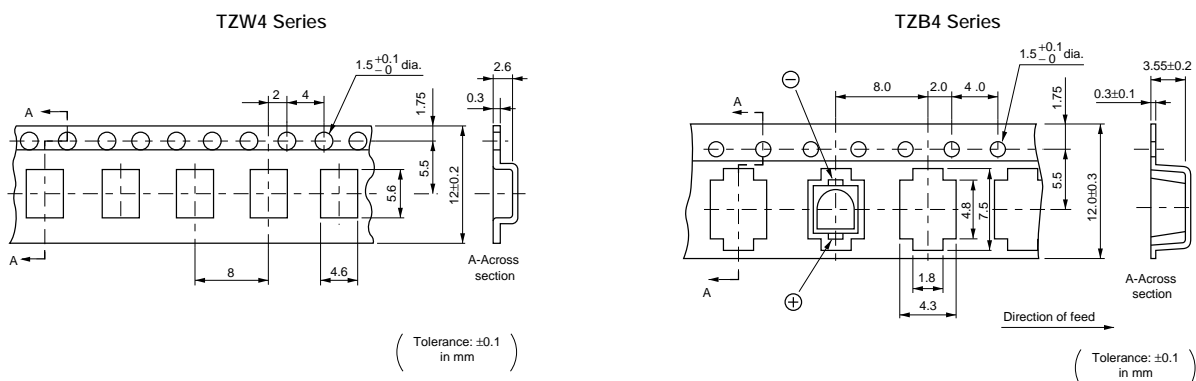 TZW4 Series
1.5 +0.1 −0 dia.
2.6
2
4
0.3
1.75
A
5.5
5.6
12±0.2
A
8
4.6
A-Across
section
Tolerance: ±0.1
in mm
TZB4 Series
1.5 +0.1 −0 dia.
3.55±0.2
−
8.0
2.0
4.0
0.3±0.1
1.75
A
5.5
4.8
7.5
12.0±0.3
A
+
1.8
4.3
A-Across
section
Direction of feed
Tolerance: ±0.1
in mm